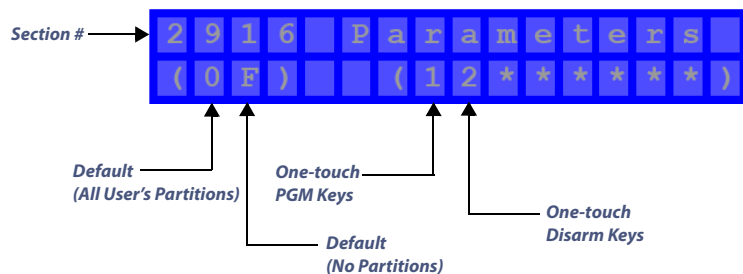 Section #
2916 Parameters
(0F)  (12******)
Default
(All User's Partitions)
One-touch
PGM Keys
One-touch
Disarm Keys
Default
(No Partitions)